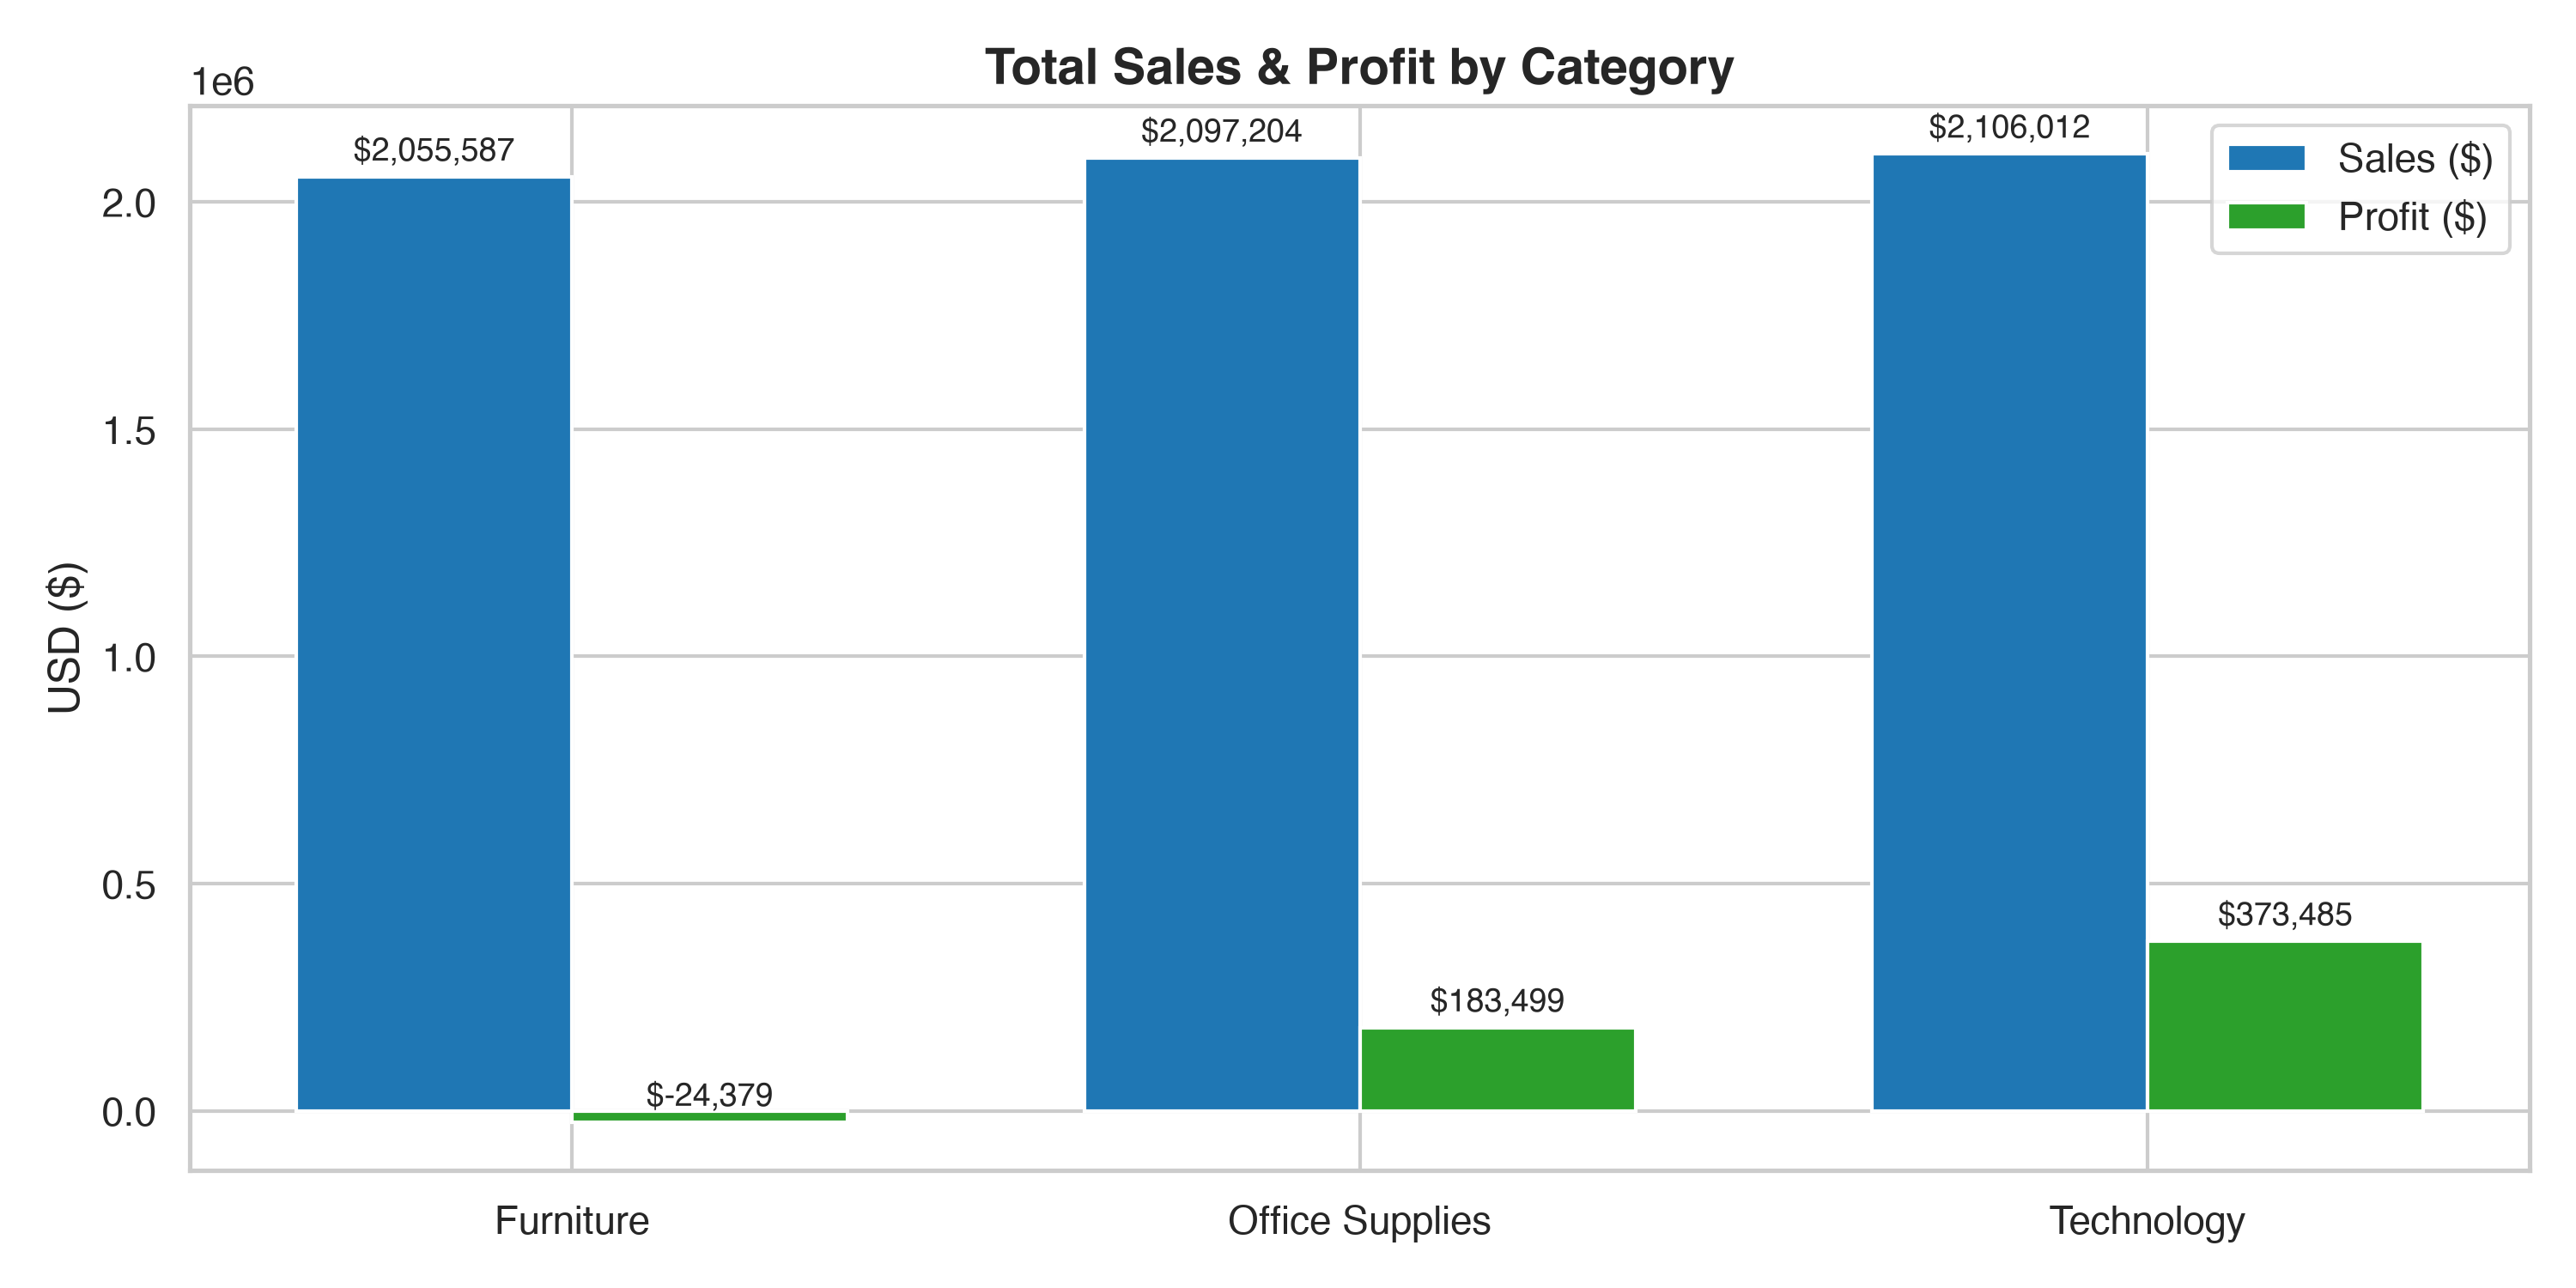 Total Sales & Profit by Category
1e6
$2,055,587
$2,097,204
$2,106,012
Sales ($)
Profit ($)
2.0
1.5
1.0
0.5
0.0
USD ($)
$373,485
$183,499
$-24,379
Furniture
Office Supplies
Technology